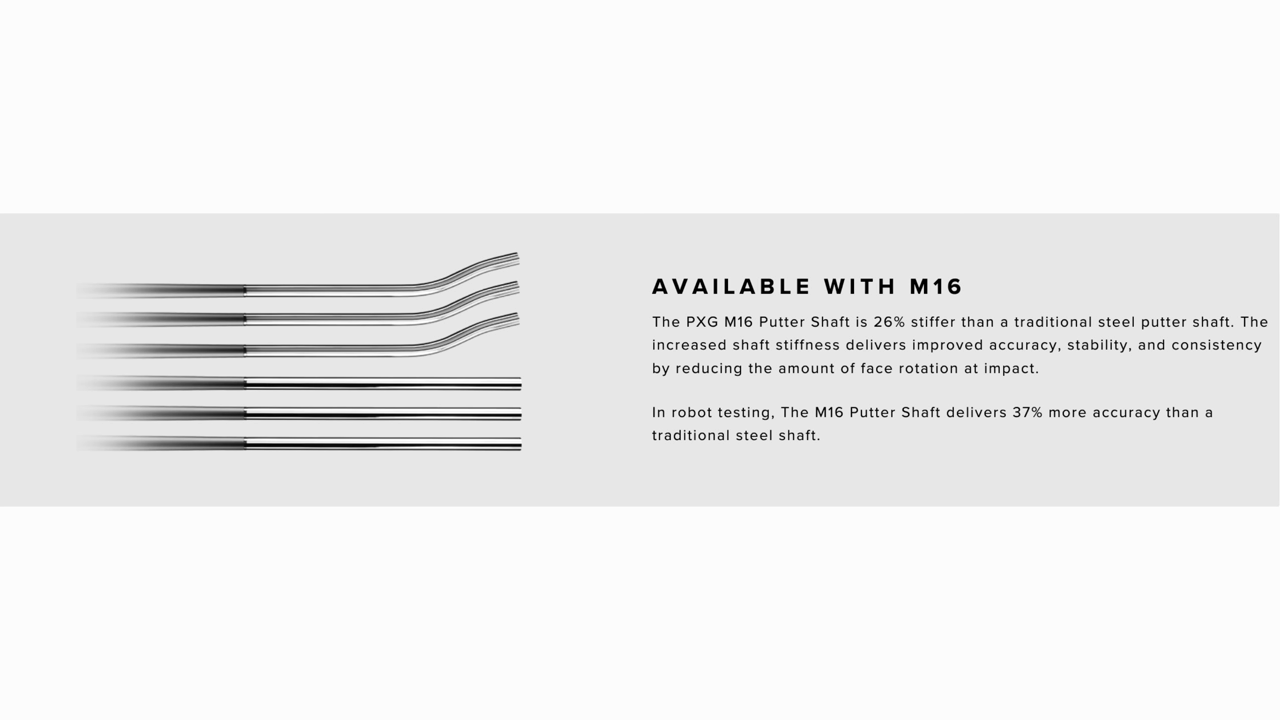 AVAILABLE WITH M16
The PXG M16 Putter Shaft is 26% stiffer than a traditional steel putter shaft. The
increased shaft stiffness delivers improved accuracy, stability, and consistency
by reducing the amount of face rotation at impact.
In robot testing, The M16 Putter Shaft delivers 37% more accuracy than a
traditional steel shaft.